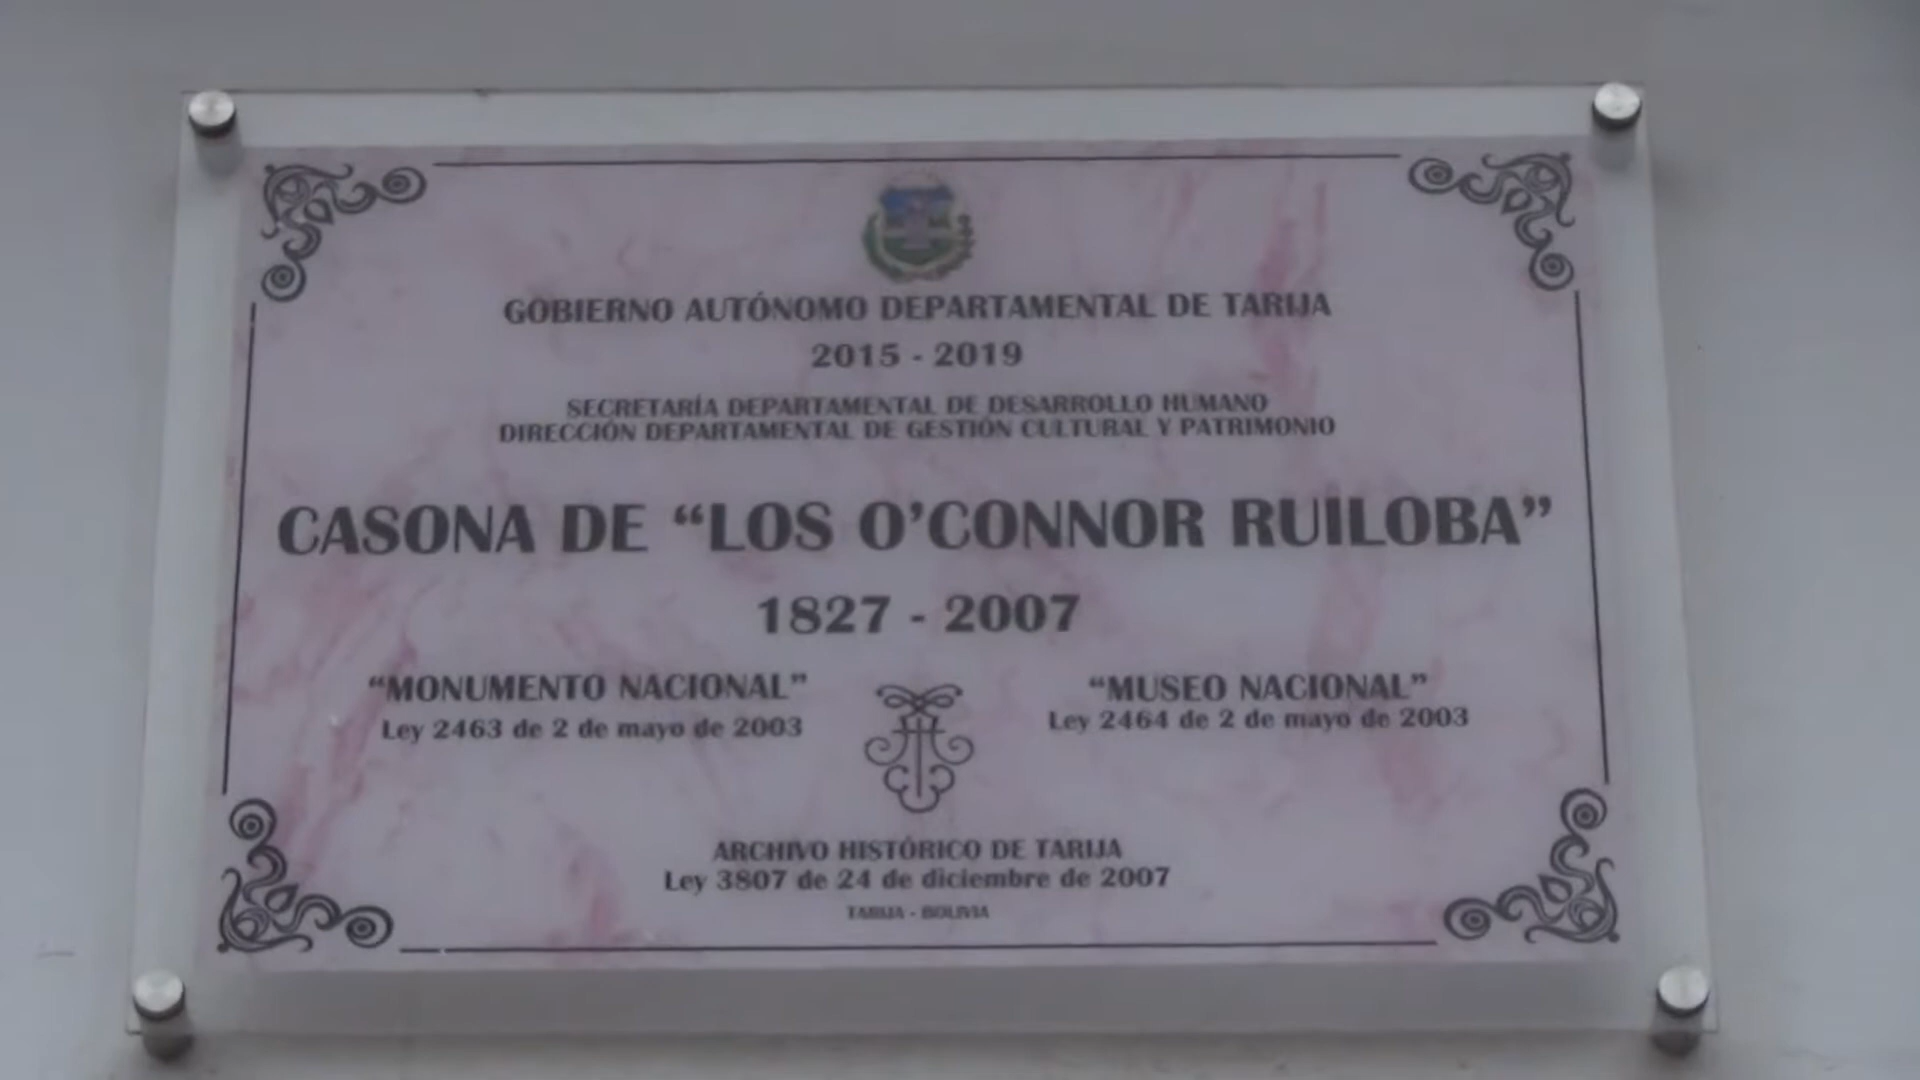 GOBIERNO AUTÓNOMO DEPARTAMENTAL DE TARIJA
2015 - 2019
SECRETARÍA DEPARTAMENTAL DE DESARROLLO HUMANO
DIRECCIÓN DEPARTAMENTAL DE GESTIÓN CULTURAL Y PATRIMONIO
CASONA DE “LOS O’CONNOR RUILOBA”
1827 - 2007
“MONUMENTO NACIONAL”
Ley 2463 de 2 de mayo de 2003
“MUSEO NACIONAL”
Ley 2464 de 2 de mayo de 2003
ARCHIVO HISTÓRICO DE TARIJA
Ley 3807 de 24 de diciembre de 2007
TARIJA - BOLIVIA